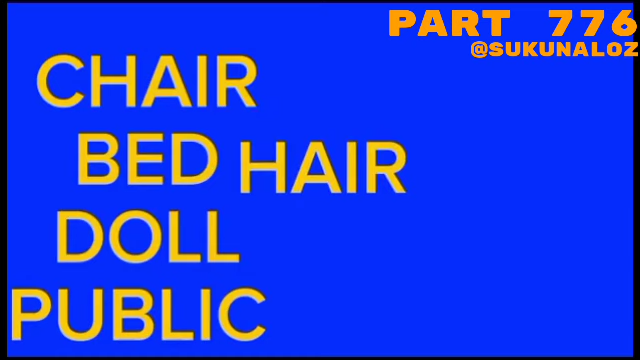 PART 776
@SUKUNALOZ
CHAIR
BED HAIR
DOLL
PUBLIC